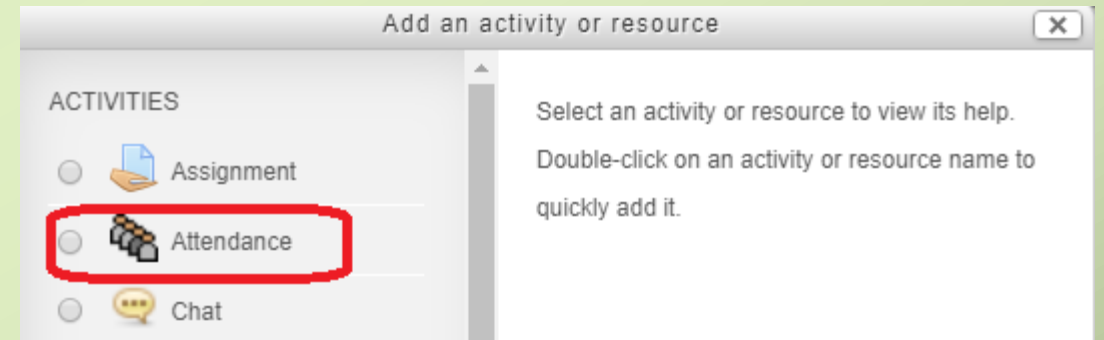 Add an activity or resource
ACTIVITIES
Assignment
Attendance
Chat
Select an activity or resource to view its help.
Double-click on an activity or resource name to
quickly add it.